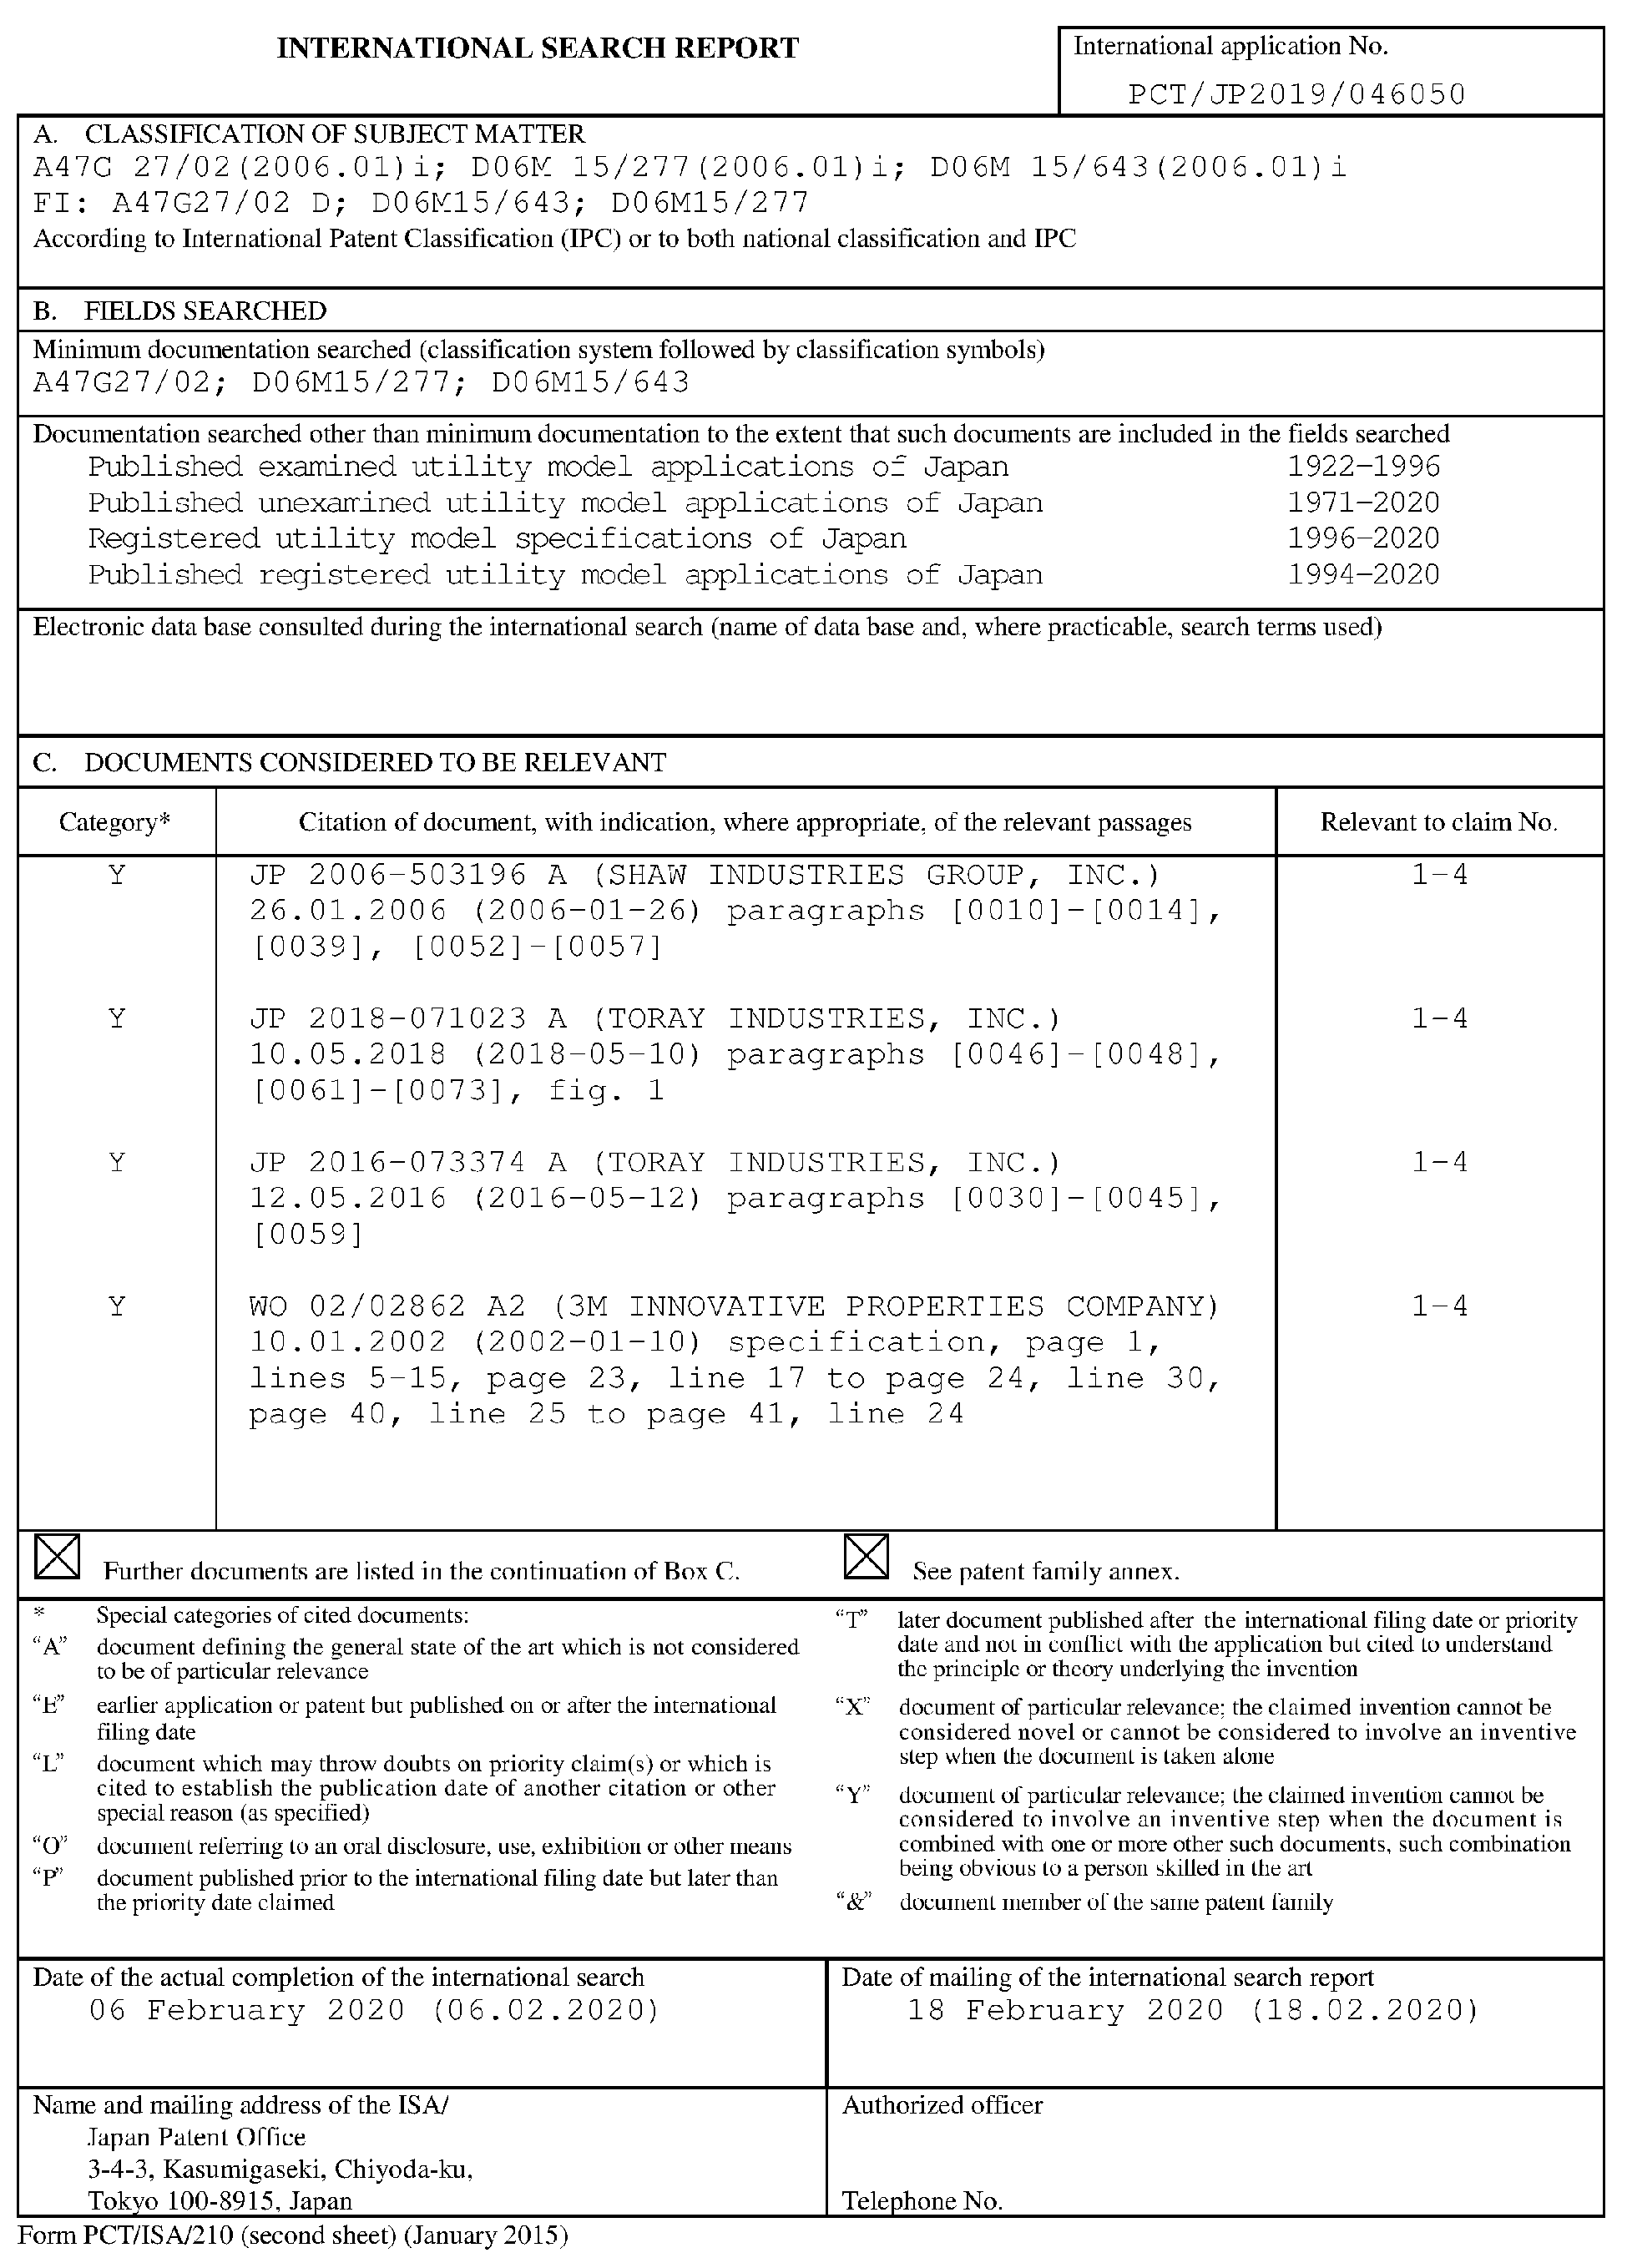 INTERNATIONAL SEARCH REPORT
International application No.
PCT/JP2019/046050
A. CLASSIFICATION OF SUBJECT MATTER
A47G 27/02(2006.01)i; D06M 15/277(2006.01)i; D06M 15/643(2006.01)i
FI: A47G27/02 D; D06M15/643; D06M15/277
According to International Patent Classification (IPC) or to both national classification and IPC
B. FIELDS SEARCHED
Minimum documentation searched (classification system followed by classification symbols)
A47G27/02; D06M15/277; D06M15/643
Documentation searched other than minimum documentation to the extent that such documents are included in the fields searched
Published examined utility model applications of Japan 1922–1996
Published unexamined utility model applications of Japan 1971–2020
Registered utility model specifications of Japan 1996–2020
Published registered utility model applications of Japan 1994–2020
Electronic data base consulted during the international search (name of data base and, where practicable, search terms used)
C. DOCUMENTS CONSIDERED TO BE RELEVANT
Category* Citation of document, with indication, where appropriate, of the relevant passages Relevant to claim No.
Y JP 2006-503196 A (SHAW INDUSTRIES GROUP, INC.) 1-4
26.01.2006 (2006-01-26) paragraphs [0010]-[0014],
[0039], [0052]-[0057]
Y JP 2018-071023 A (TORAY INDUSTRIES, INC.) 1-4
10.05.2018 (2018-05-10) paragraphs [0046]-[0048],
[0061]-[0073], fig. 1
Y JP 2016-073374 A (TORAY INDUSTRIES, INC.) 1-4
12.05.2016 (2016-05-12) paragraphs [0030]-[0045],
[0059]
Y WO 02/02862 A2 (3M INNOVATIVE PROPERTIES COMPANY) 1-4
10.01.2002 (2002-01-10) specification, page 1,
lines 5-15, page 23, line 17 to page 24, line 30,
page 40, line 25 to page 41, line 24
Further documents are listed in the continuation of Box C.
See patent family annex.
* Special categories of cited documents:
“A” document defining the general state of the art which is not considered
to be of particular relevance
“E” earlier application or patent but published on or after the international
filing date
“L” document which may throw doubts on priority claim(s) or which is
cited to establish the publication date of another citation or other
special reason (as specified)
“O” document referring to an oral disclosure, use, exhibition or other means
“P” document published prior to the international filing date but later than
the priority date claimed
“T” later document published after the international filing date or priority
date and not in conflict with the application but cited to understand
the principle or theory underlying the invention
“X” document of particular relevance; the claimed invention cannot be
considered novel or cannot be considered to involve an inventive
step when the document is taken alone
“Y” document of particular relevance; the claimed invention cannot be
considered to involve an inventive step when the document is
combined with one or more other such documents, such combination
being obvious to a person skilled in the art
“&” document member of the same patent family
Date of the actual completion of the international search
06 February 2020 (06.02.2020)
Date of mailing of the international search report
18 February 2020 (18.02.2020)
Name and mailing address of the ISA/
Japan Patent Office
3-4-3, Kasumigaseki, Chiyoda-ku,
Tokyo 100-8915, Japan
Authorized officer
Telephone No.
Form PCT/ISA/210 (second sheet) (January 2015)